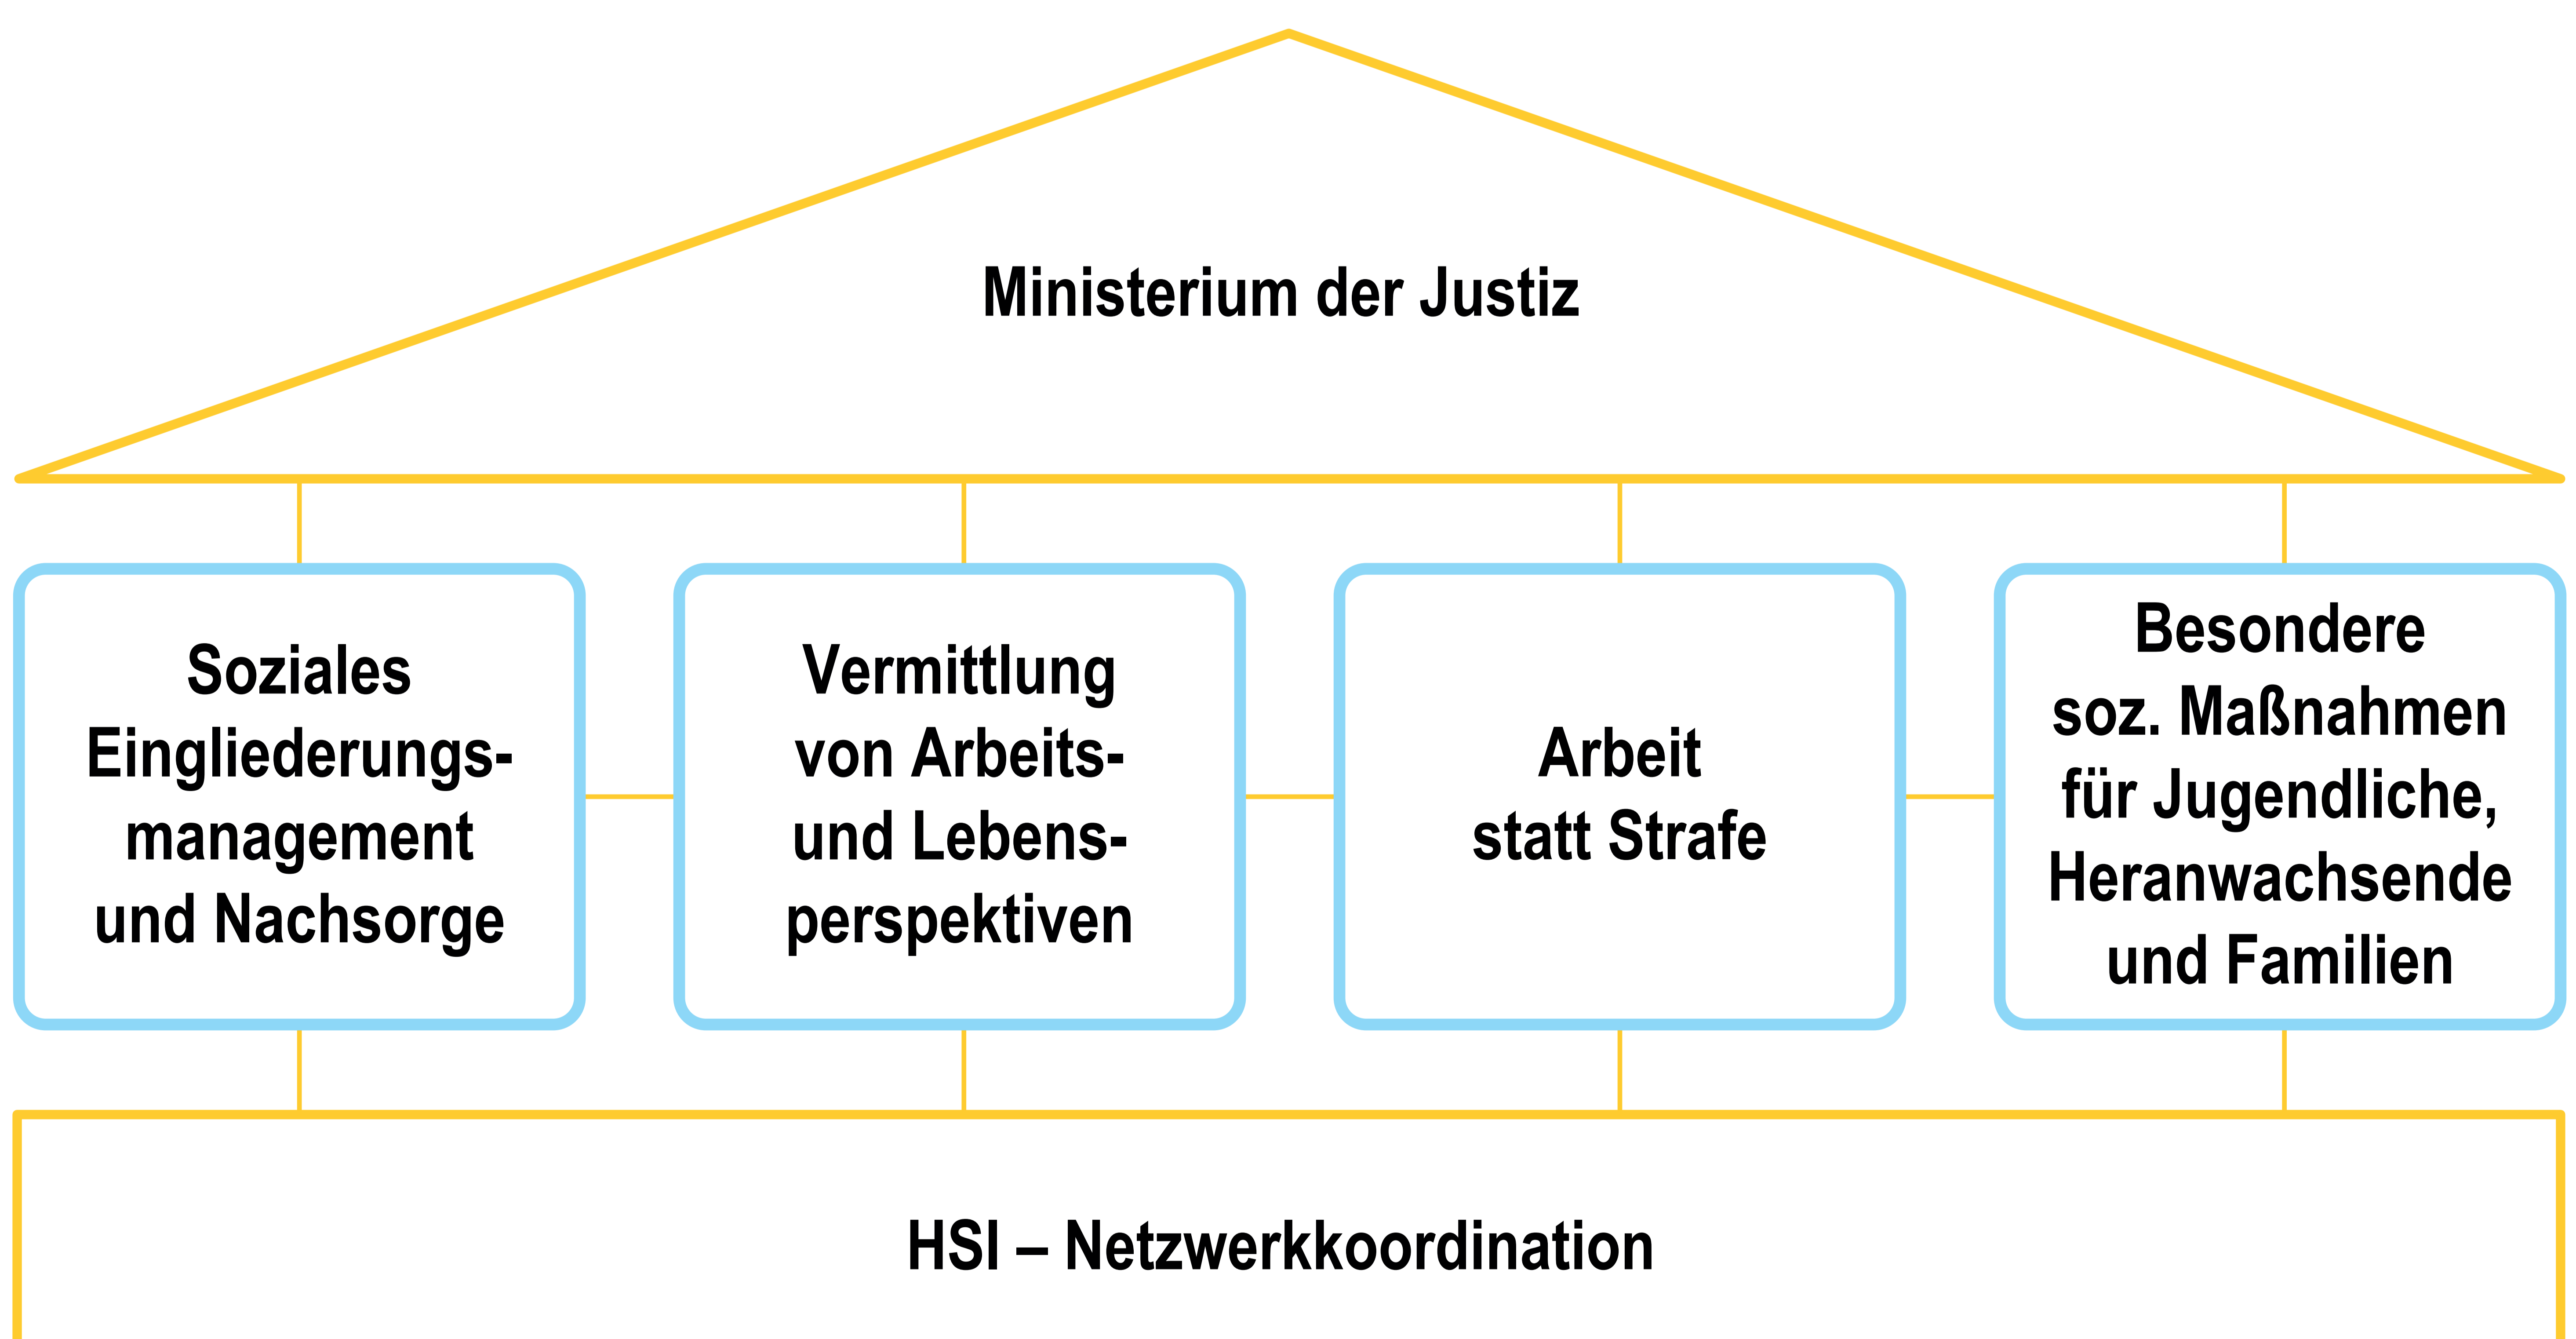 Ministerium der Justiz
Soziales
Eingliederungs-
management
und Nachsorge
Vermittlung
von Arbeits-
und Lebens-
perspektiven
Arbeit
statt Strafe
Besondere
soz. Maßnahmen
für Jugendliche,
Heranwachsende
und Familien
HSI – Netzwerkkoordination